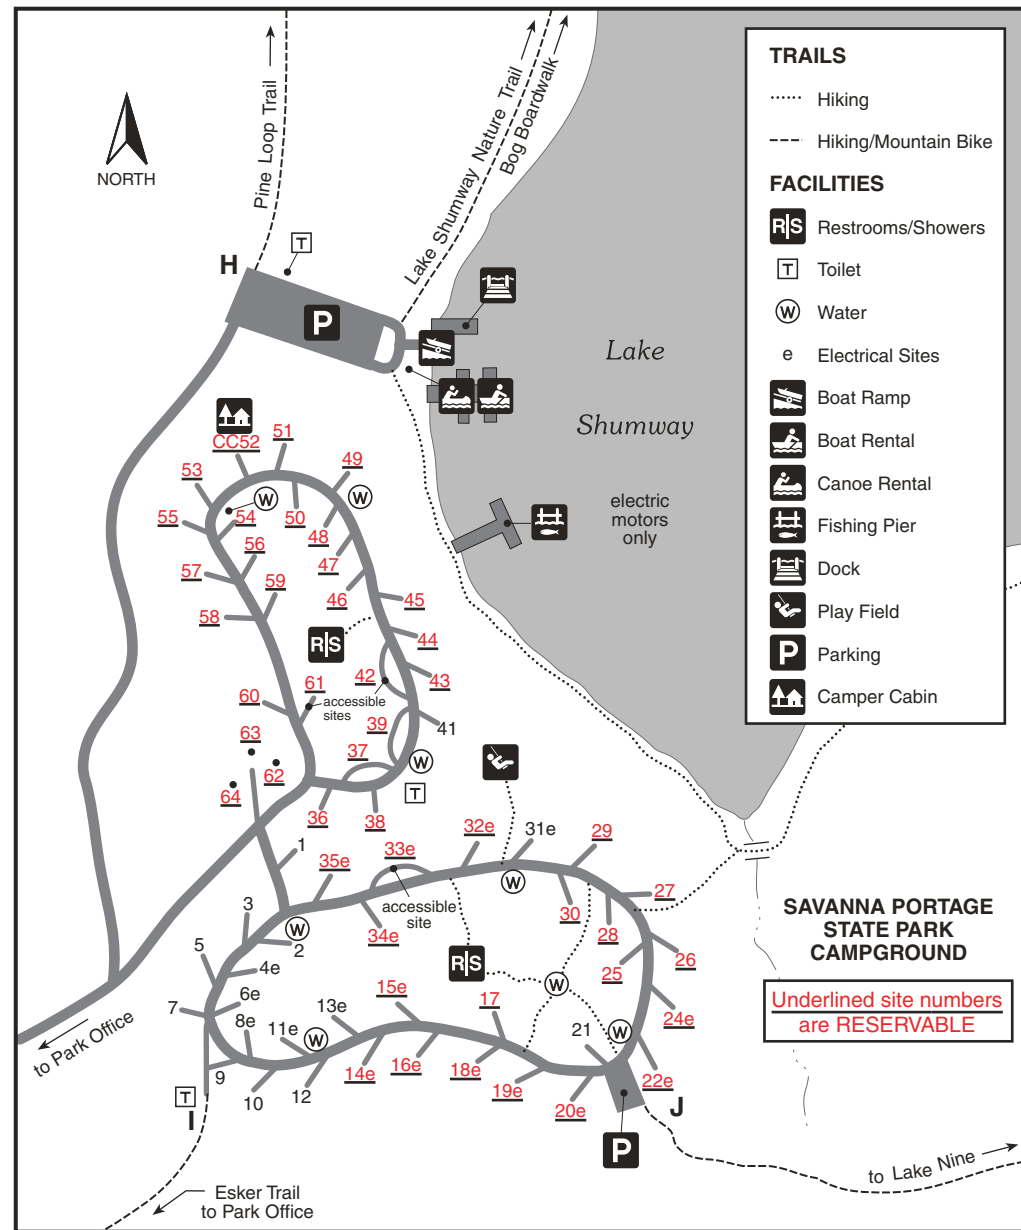 TRAILS
Hiking
Hiking/Mountain Bike
FACILITIES
R|S Restrooms/Showers
T Toilet
W Water
e Electrical Sites
Boat Ramp
Boat Rental
Canoe Rental
Fishing Pier
Dock
Play Field
P Parking
Camper Cabin
NORTH
Pine Loop Trail
Lake Shumway Nature Trail
Bog Boardwalk
H
T
P
Lake
Shumway
electric
motors
only
CC52
51
49
53
W
W
55
54
50
48
56
47
57
59
46
45
58
44
R|S
42
43
61
accessible
sites
60
39
41
63
37
W
62
64
T
36
38
1
35e
33e
32e
31e
29
W
27
30
accessible
site
34e
28
3
W
2
26
5
4e
R|S
25
W
7
6e
8e
15e
17
13e
11e
W
24e
21
W
14e
16e
18e
9
19e
22e
10
12
20e
T
I
J
P
to Park Office
Esker Trail
to Park Office
to Lake Nine
SAVANNA PORTAGE
STATE PARK
CAMPGROUND
Underlined site numbers
are RESERVABLE